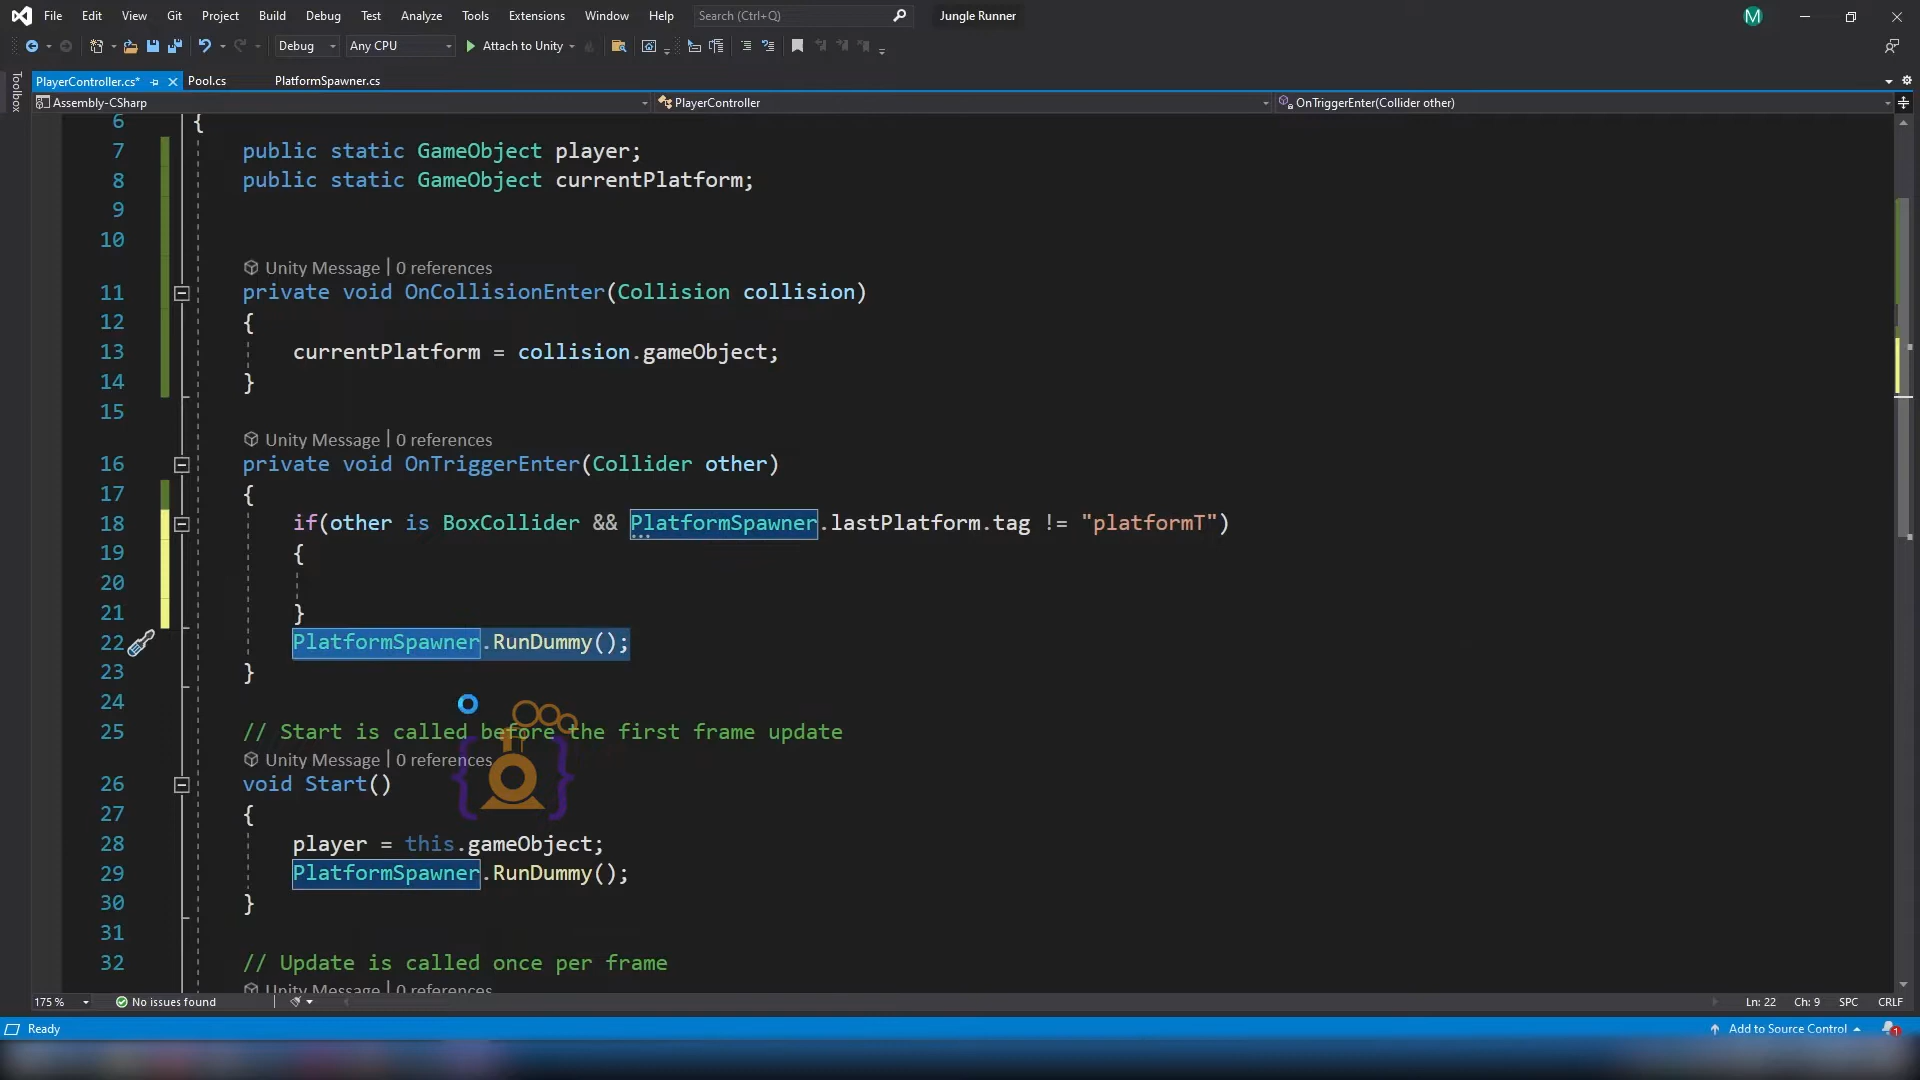 File Edit View Git Project Build Debug Test Analyze Tools Extensions Window Help Search (Ctrl+Q) Jungle Runner M
Debug Any CPU Attach to Unity
Toolbox
PlayerController.cs* Pool.cs PlatformSpawner.cs
Assembly-CSharp PlayerController OnTriggerEnter(Collider other)
6 {
7 public static GameObject player;
8 public static GameObject currentPlatform;
9
10
Unity Message | 0 references
11 private void OnCollisionEnter(Collision collision)
12 {
13 currentPlatform = collision.gameObject;
14 }
15
Unity Message | 0 references
16 private void OnTriggerEnter(Collider other)
17 {
18 if(other is BoxCollider && PlatformSpawner.lastPlatform.tag != "platformT")
19 {
20
21 }
22 PlatformSpawner.RunDummy();
23 }
24
25 // Start is called before the first frame update
Unity Message | 0 references
26 void Start()
27 {
28 player = this.gameObject;
29 PlatformSpawner.RunDummy();
30 }
31
32 // Update is called once per frame
Unity Message | 0 references
175 % No issues found Ln: 22 Ch: 9 SPC CRLF
Ready Add to Source Control 1